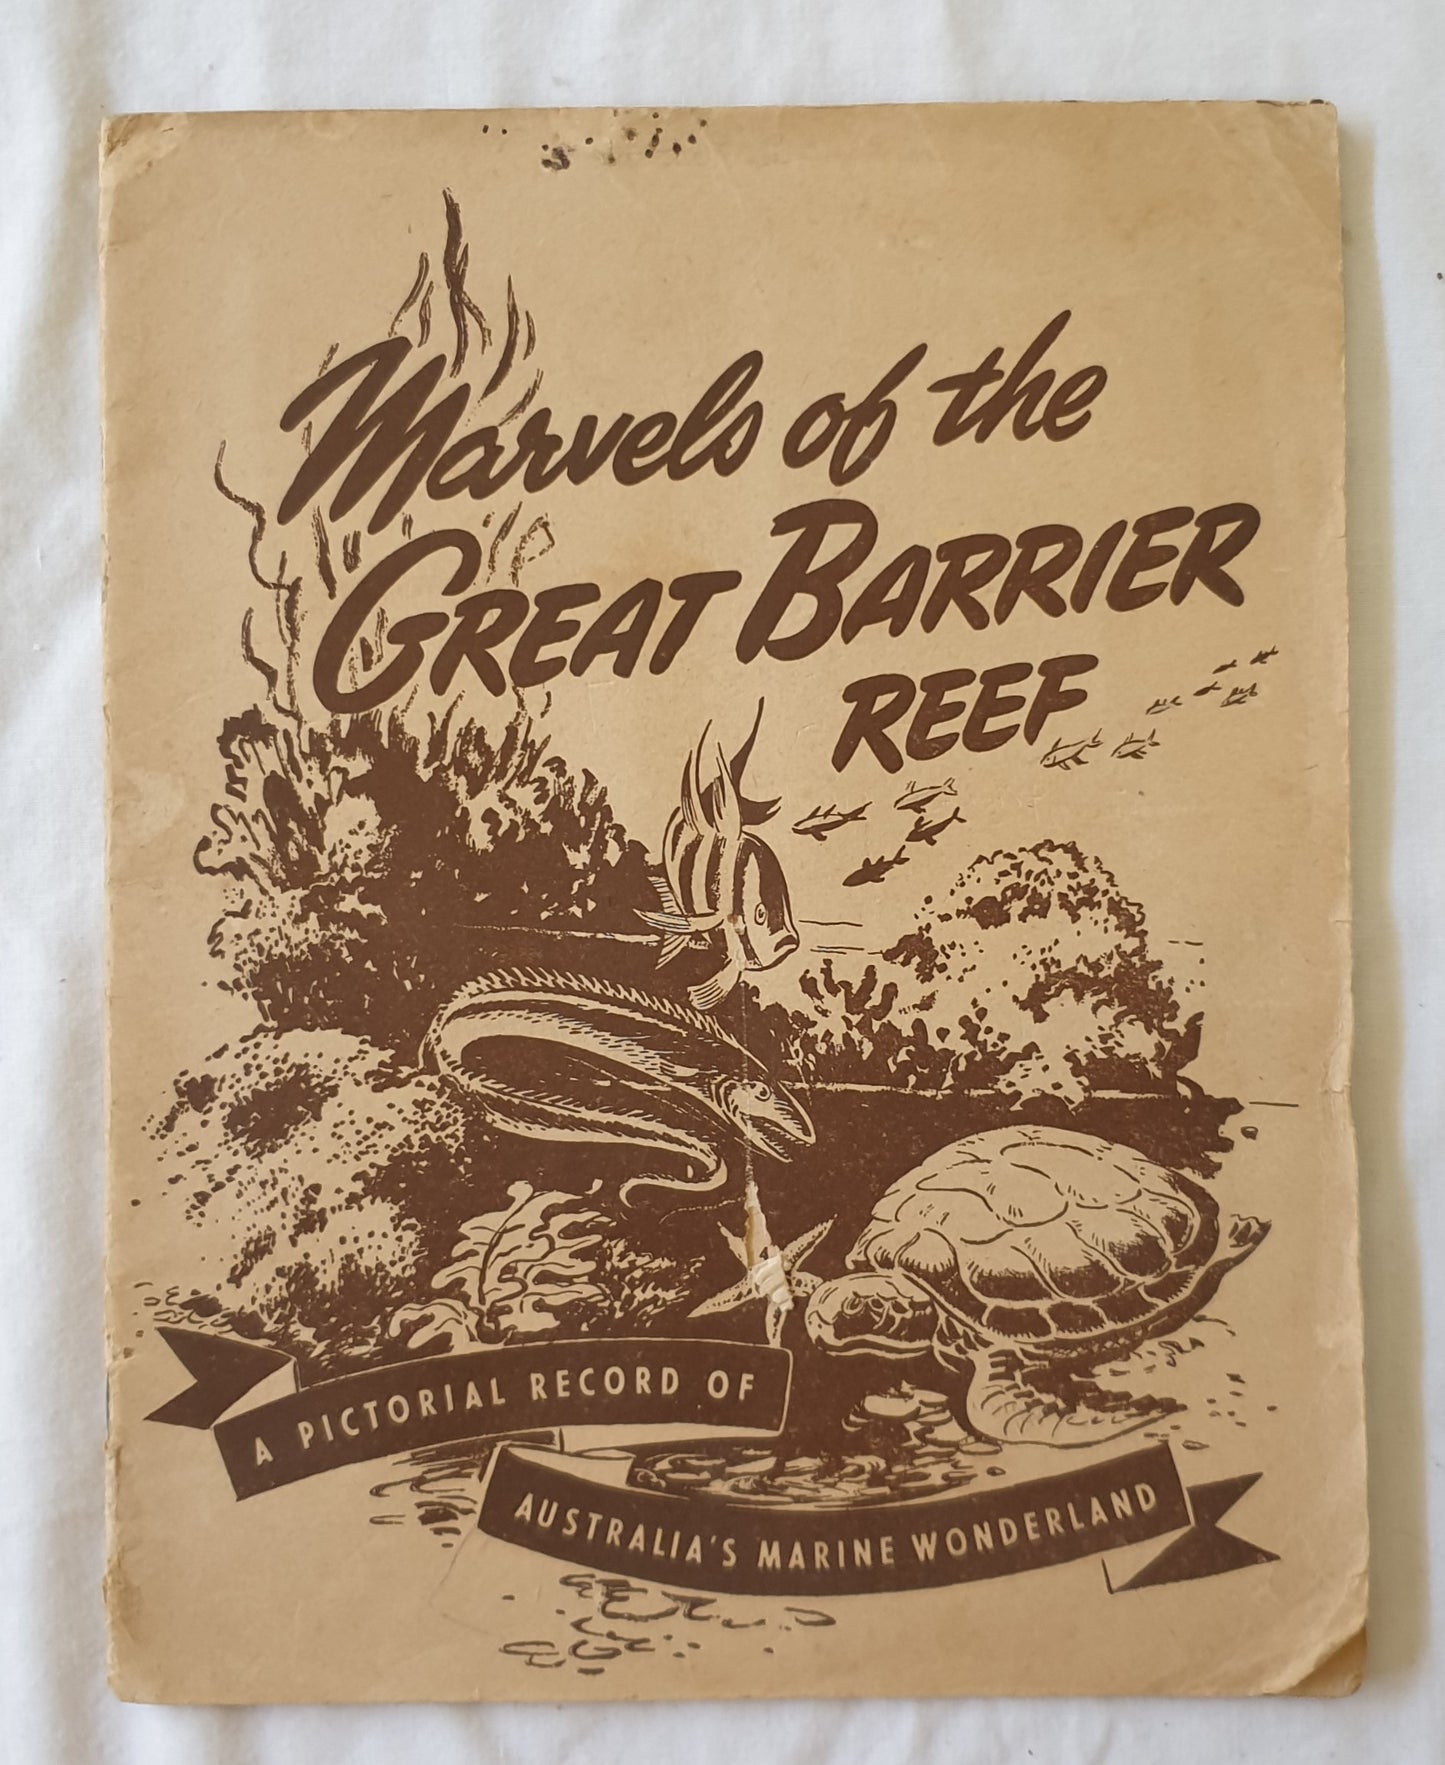 Marvels of the
GREAT BARRIER
REEF
A PICTORIAL RECORD OF
AUSTRALIA'S MARINE WONDERLAND